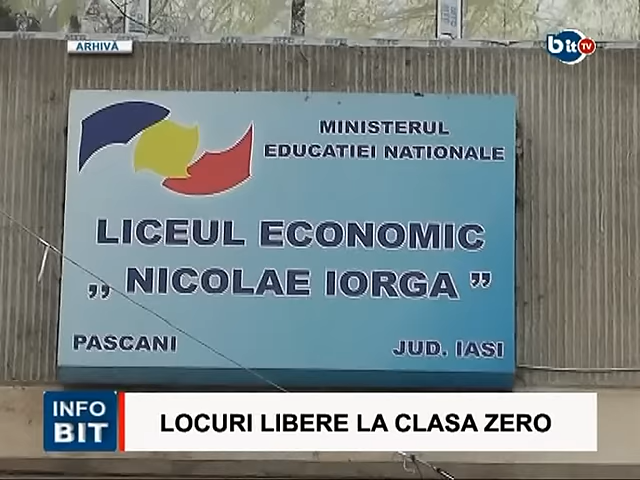 ARHIVĂ
bit TV
MINISTERUL
EDUCATIEI NATIONALE
LICEUL ECONOMIC
„ NICOLAE IORGA ”
PASCANI
JUD. IASI
INFO
BIT
LOCURI LIBERE LA CLASA ZERO